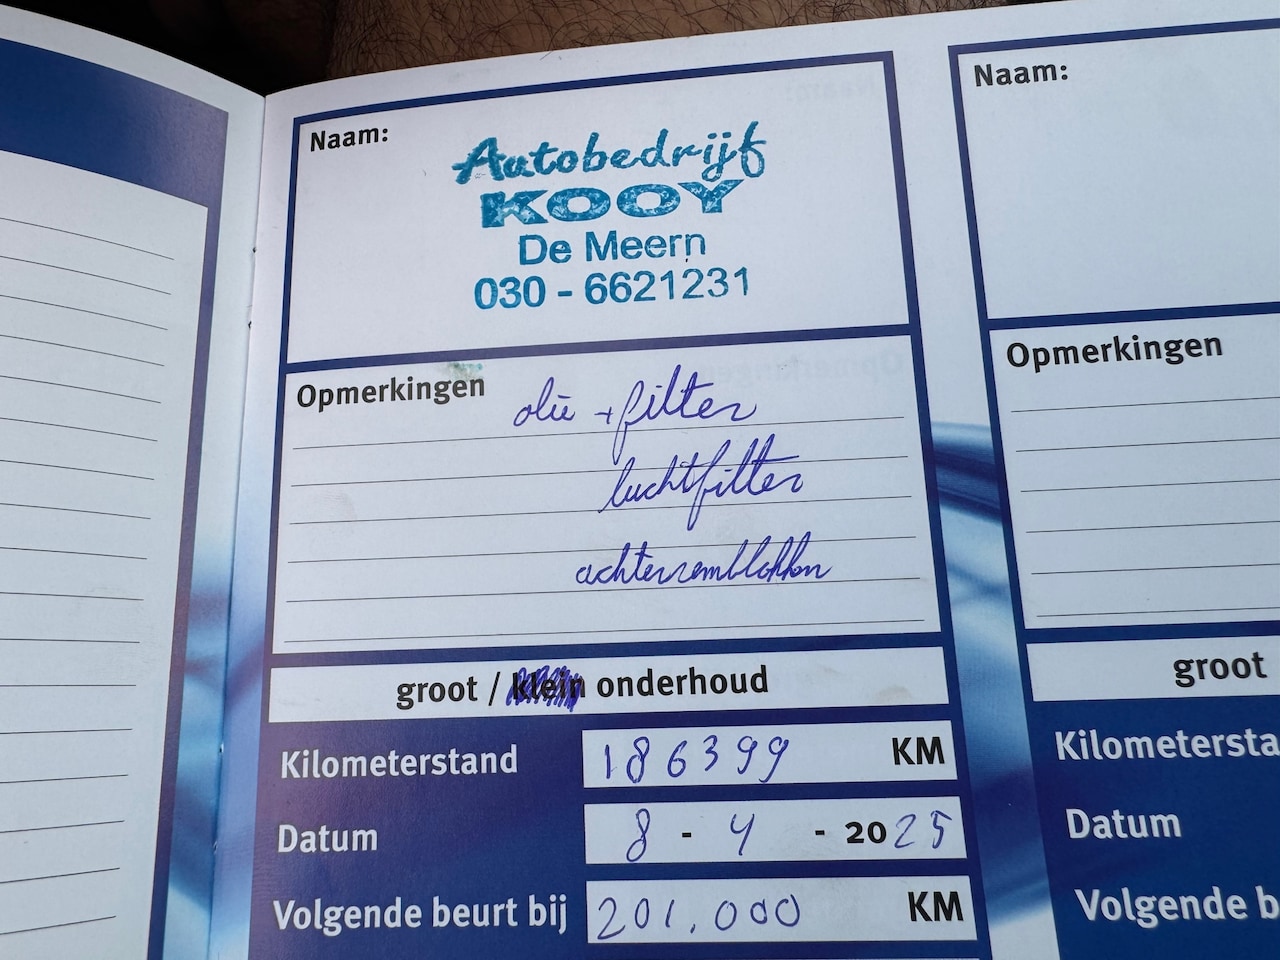 Naam:
Autobedrijf
KOOY
De Meern
030 - 6621231
Opmerkingen
olie + filter
luchtfilter
achterremblokken
groot / klein onderhoud
Kilometerstand 186399 KM
Datum 8 - 4 - 2025
Volgende beurt bij 201.000 KM
Naam:
Opmerkingen
groot
Kilometersta
Datum
Volgende b